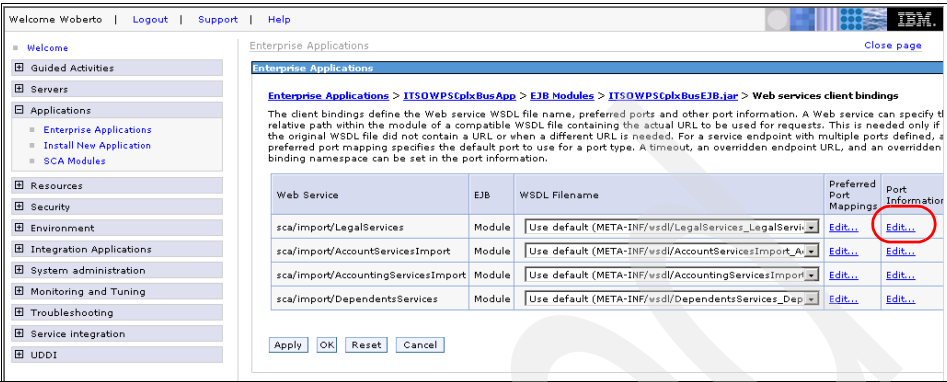 Welcome Woberto | Logout | Support | Help
IBM.
Welcome
Guided Activities
Servers
Applications
Enterprise Applications
Install New Application
SCA Modules
Resources
Security
Environment
Integration Applications
System administration
Monitoring and Tuning
Troubleshooting
Service integration
UDDI
Enterprise Applications Close page
Enterprise Applications
Enterprise Applications > ITSOWPSCplxBusApp > EJB Modules > ITSOWPSCplxBusEJB.jar > Web services client bindings
The client bindings define the Web service WSDL file name, preferred ports and other port information. A Web service can specify
relative path within the module of a compatible WSDL file containing the actual URL to be used for requests. This is needed only if
the original WSDL file did not contain a URL or when a different URL is needed. For a service endpoint with multiple ports defined, a
preferred port mapping specifies the default port to use for a port type. A timeout, an overridden endpoint URL, and an overridden
binding namespace can be set in the port information.
Web Service EJB WSDL Filename Preferred Port Mappings Port Information
sca/import/LegalServices Module Use default (META-INF/wsdl/LegalServices_LegalServi Edit... Edit...
sca/import/AccountServicesImport Module Use default (META-INF/wsdl/AccountServicesImport_A Edit... Edit...
sca/import/AccountingServicesImport Module Use default (META-INF/wsdl/AccountingServicesImport Edit... Edit...
sca/import/DependentsServices Module Use default (META-INF/wsdl/DependentsServices_Dep Edit... Edit...
Apply OK Reset Cancel